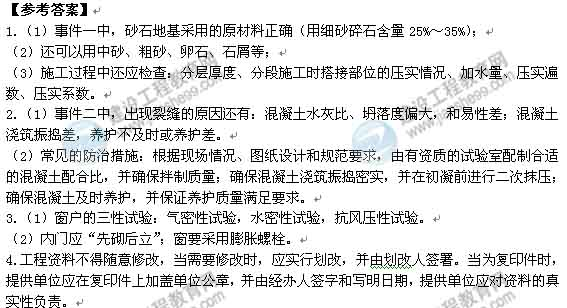 【参考答案】
1.（1）事件一中，砂石地基采用的原材料正确（用细砂碎石含量 25%～35%）；
（2）还可以用中砂、粗砂、卵石、石屑等；
（3）施工过程中还应检查：分层厚度、分段施工时搭接部位的压实情况、加水量、压实遍
数、压实系数。
2.（1）事件二中，出现裂缝的原因还有：混凝土水灰比、坍落度偏大，和易性差；混凝土
浇筑振捣差，养护不及时或养护差。
（2）常见的防治措施：根据现场情况、图纸设计和规范要求，由有资质的试验室配制合适
的混凝土配合比，并确保拌制质量；确保混凝土浇筑振捣密实，并在初凝前进行二次抹压；
确保混凝土及时养护，并保证养护质量满足要求。
3.（1）窗户的三性试验：气密性试验，水密性试验，抗风压性试验。
（2）内门应“先砌后立”；窗要采用膨胀螺栓。
4.工程资料不得随意修改，当需要修改时，应实行划改，并由划改人签署。当为复印件时，
提供单位应在复印件上加盖单位公章，并由经办人签字和写明日期，提供单位应对资料的真
实性负责。